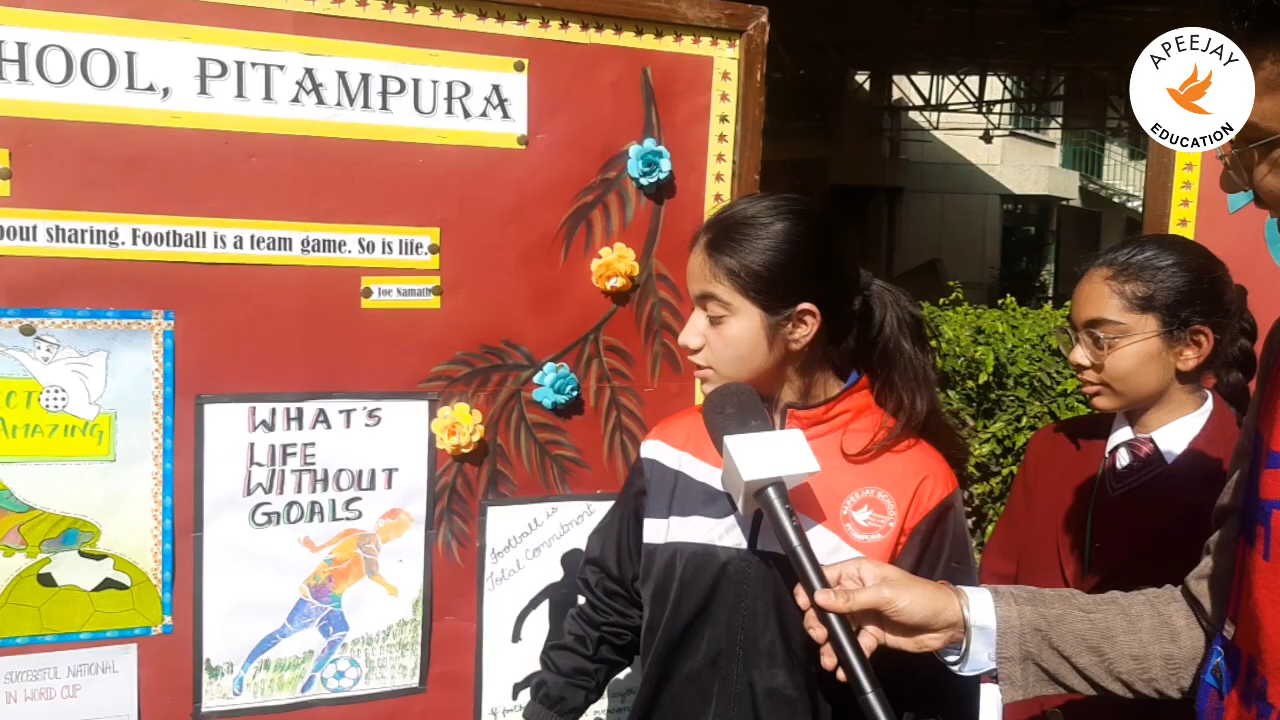 HOOL, PITAMPURA
bout sharing. Football is a team game. So is life.
Joe Namath
AMAZING
WHAT'S
LIFE
WITHOUT
GOALS
Football is
Total Commitment
SUCCESSFUL NATIONAL
IN WORLD CUP
APEEJAY SCHOOL
PITAMPURA
APEEJAY
EDUCATION